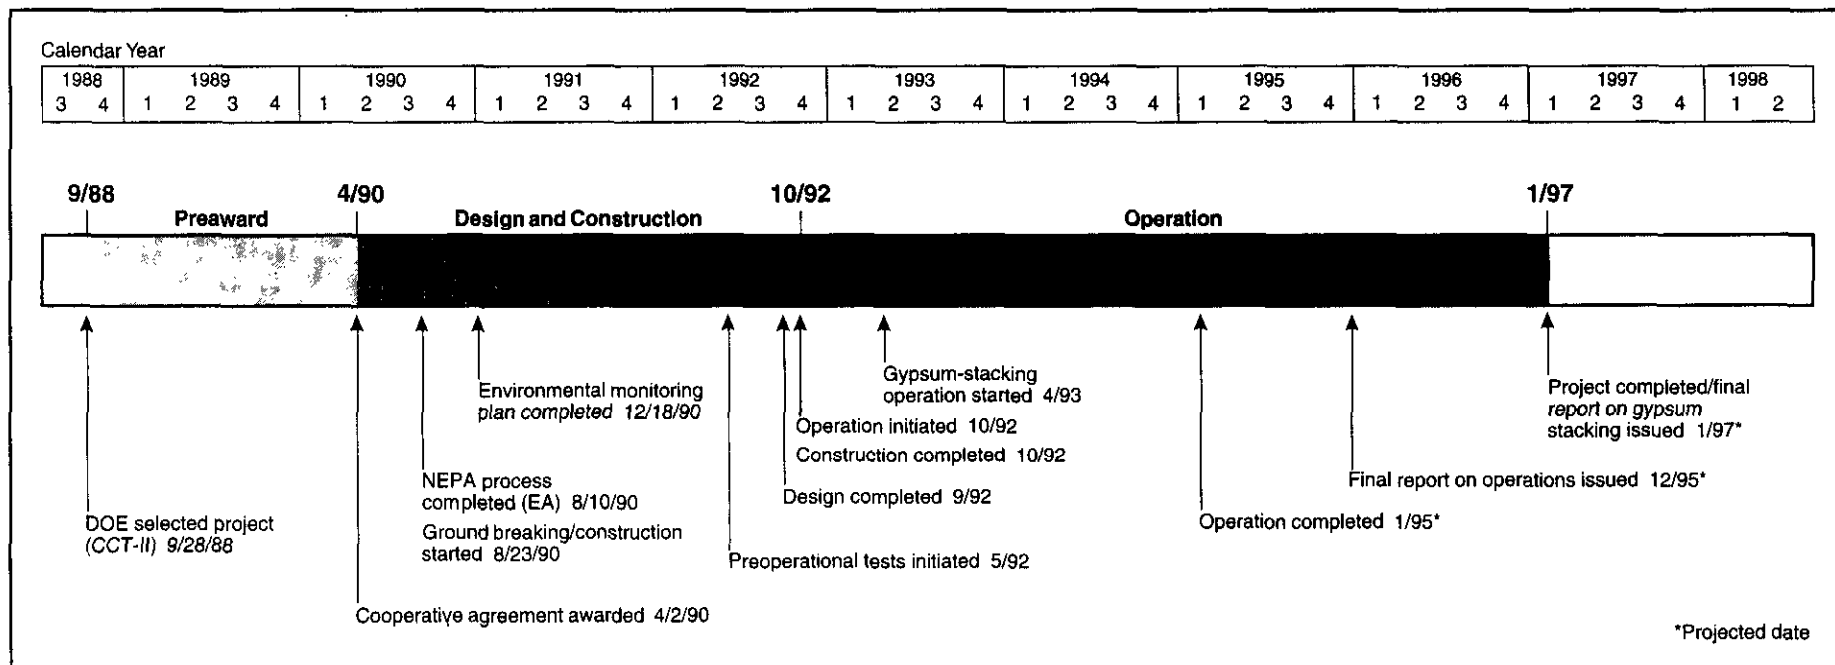 Calendar Year
1988 1989 1990 1991 1992 1993 1994 1995 1996 1997 1998
3 4 1 2 3 4 1 2 3 4 1 2 3 4 1 2 3 4 1 2 3 4 1 2 3 4 1 2 3 4 1 2 3 4 1 2 3 4 1 2
9/88 4/90 10/92 1/97
Preaward Design and Construction Operation
Gypsum-stacking
operation started 4/93
Environmental monitoring
plan completed 12/18/90
Project completed/final
report on gypsum
stacking issued 1/97*
Operation initiated 10/92
Construction completed 10/92
NEPA process
completed (EA) 8/10/90
Ground breaking/construction
started 8/23/90
Design completed 9/92
Final report on operations issued 12/95*
DOE selected project
(CCT-II) 9/28/88
Operation completed 1/95*
Preoperational tests initiated 5/92
Cooperative agreement awarded 4/2/90
*Projected date